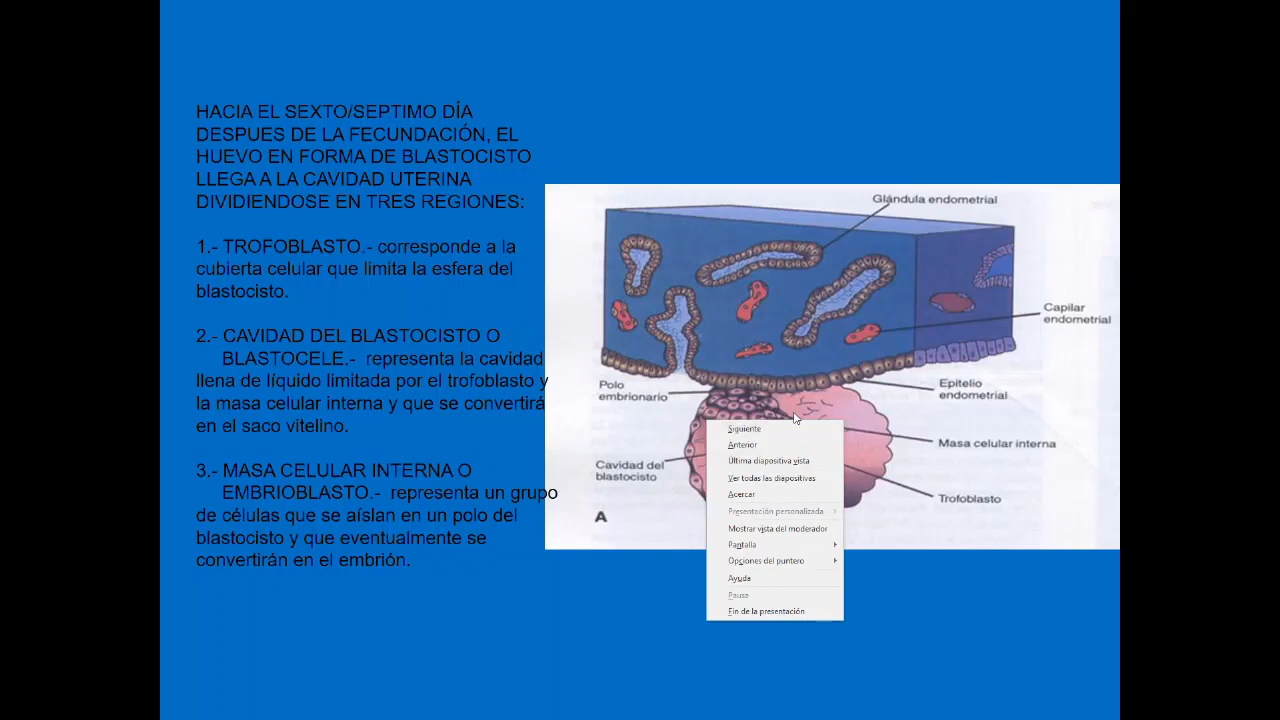 HACIA EL SEXTO/SEPTIMO DÍA
DESPUES DE LA FECUNDACIÓN, EL
HUEVO EN FORMA DE BLASTOCISTO
LLEGA A LA CAVIDAD UTERINA
DIVIDIENDOSE EN TRES REGIONES:
1.- TROFOBLASTO.- corresponde a la
cubierta celular que limita la esfera del
blastocisto.
2.- CAVIDAD DEL BLASTOCISTO O
BLASTOCELE.- representa la cavidad
llena de líquido limitada por el trofoblasto y
la masa celular interna y que se convertirá
en el saco vitelino.
3.- MASA CELULAR INTERNA O
EMBRIOBLASTO.- representa un grupo
de células que se aíslan en un polo del
blastocisto y que eventualmente se
convertirán en el embrión.
Glándula endometrial
Capilar
endometrial
Polo
embrionario
Epitelio
endometrial
Masa celular interna
Cavidad del
blastocisto
Trofoblasto
A
Siguiente
Anterior
Última diapositiva vista
Ver todas las diapositivas
Acercar
Presentación personalizada
Mostrar vista del moderador
Pantalla
Opciones del puntero
Ayuda
Pausa
Fin de la presentación